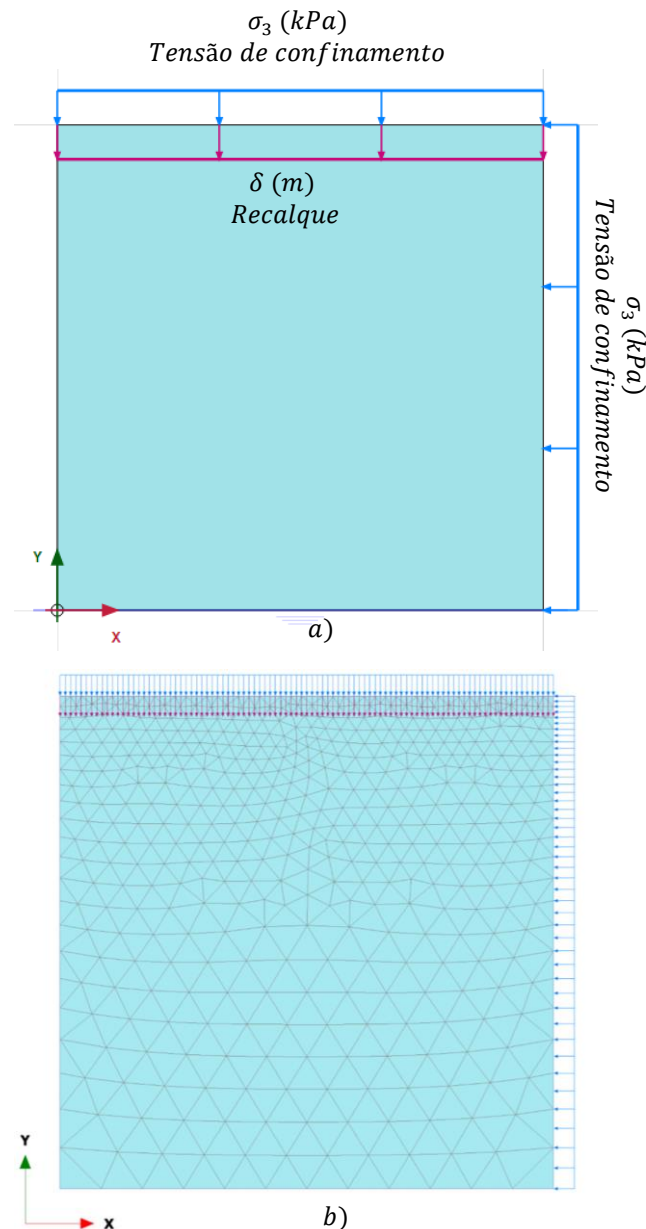 σ₃ (kPa)
Tensão de confinamento
δ (m)
Recalque
σ₃ (kPa)
Tensão de confinamento
Y
X
a)
Y
X
b)